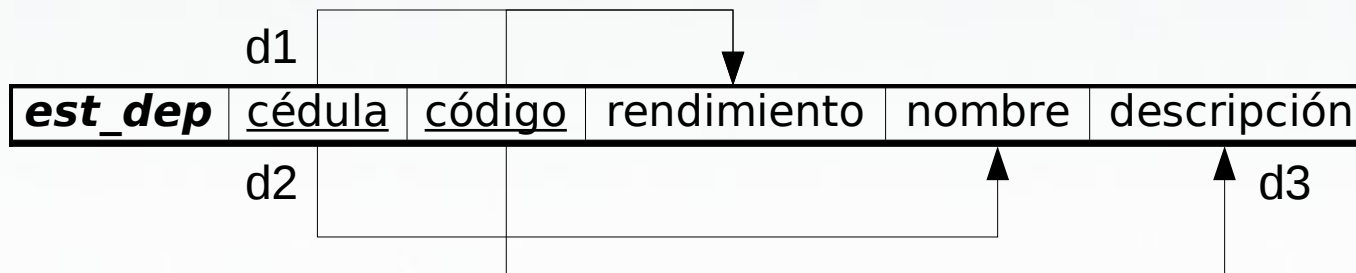 d1
est_dep cédula código rendimiento nombre descripción
d2 d3